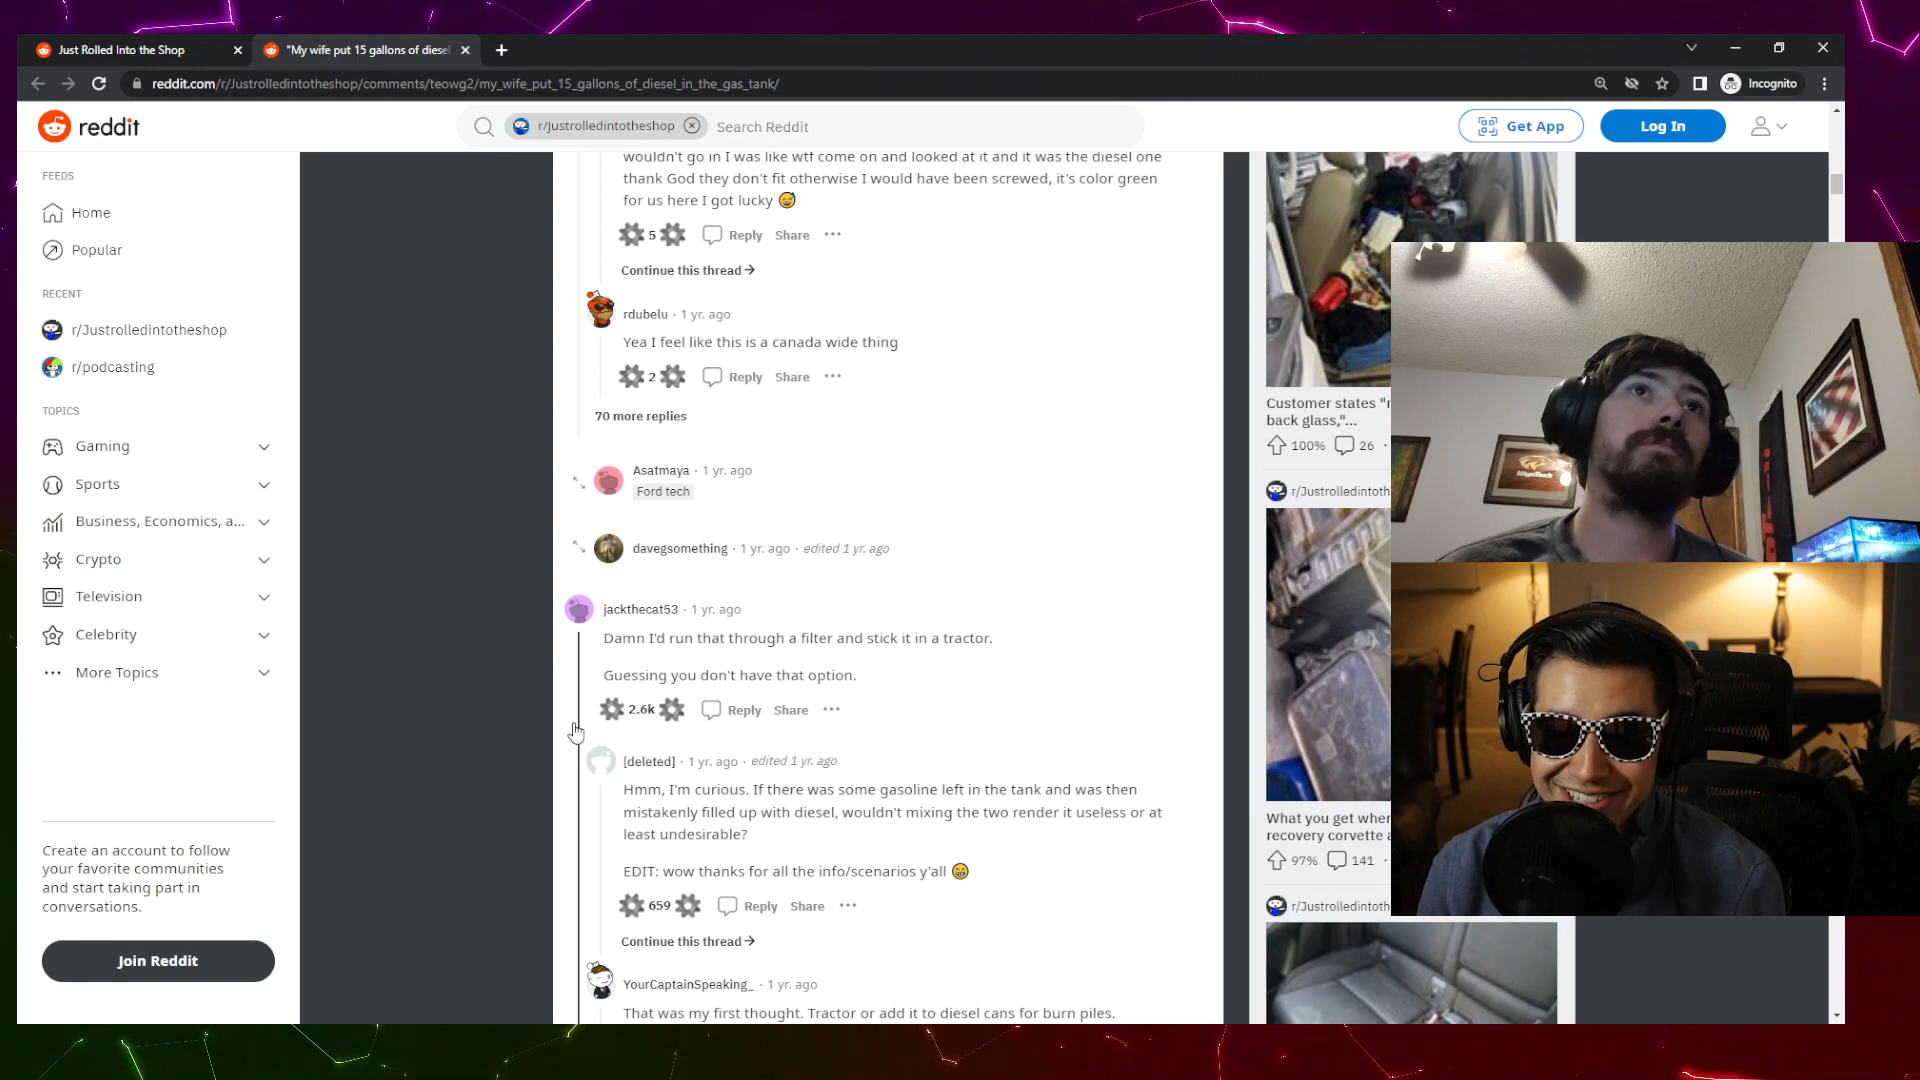 Just Rolled Into the Shop
"My wife put 15 gallons of diesel
reddit.com/r/Justrolledintotheshop/comments/teowg2/my_wife_put_15_gallons_of_diesel_in_the_gas_tank/
Incognito
reddit
r/Justrolledintotheshop
Search Reddit
Get App
Log In
FEEDS
Home
Popular
RECENT
r/Justrolledintotheshop
r/podcasting
TOPICS
Gaming
Sports
Business, Economics, a...
Crypto
Television
Celebrity
More Topics
Create an account to follow
your favorite communities
and start taking part in
conversations.
Join Reddit
wouldn't go in I was like wtf come on and looked at it and it was the diesel one
thank God they don't fit otherwise I would have been screwed, it's color green
for us here I got lucky 😅
5 Reply Share
Continue this thread→
rdubelu · 1 yr. ago
Yea I feel like this is a canada wide thing
2 Reply Share
70 more replies
Asatmaya · 1 yr. ago
Ford tech
davegsomething · 1 yr. ago · edited 1 yr. ago
jackthecat53 · 1 yr. ago
Damn I'd run that through a filter and stick it in a tractor.
Guessing you don't have that option.
2.6k Reply Share
[deleted] · 1 yr. ago · edited 1 yr. ago
Hmm, I'm curious. If there was some gasoline left in the tank and was then
mistakenly filled up with diesel, wouldn't mixing the two render it useless or at
least undesirable?
EDIT: wow thanks for all the info/scenarios y'all 😁
659 Reply Share
Continue this thread→
YourCaptainSpeaking_ · 1 yr. ago
That was my first thought. Tractor or add it to diesel cans for burn piles.
Customer states "r
back glass,"...
100% 26 ·
r/Justrolledintoth
What you get wher
recovery corvette a
97% 141 ·
r/Justrolledintoth
WyoTech